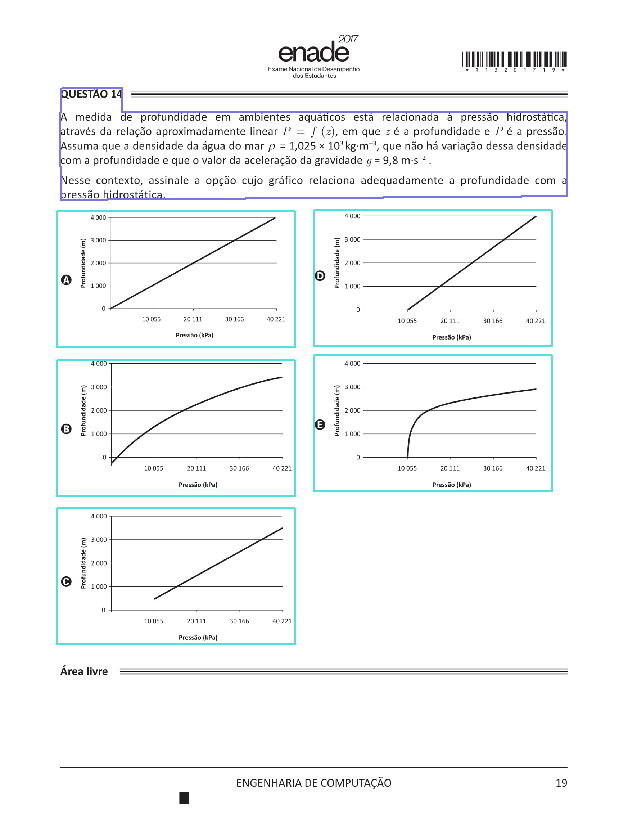 2017
enade
Exame Nacional de Desempenho
dos Estudantes
QUESTÃO 14
A medida de profundidade em ambientes aquáticos está relacionada à pressão hidrostática,
através da relação aproximadamente linear P = f (z), em que z é a profundidade e P é a pressão.
Assuma que a densidade da água do mar ρ = 1,025 × 10³ kg·m⁻³, que não há variação dessa densidade
com a profundidade e que o valor da aceleração da gravidade g = 9,8 m·s⁻².
Nesse contexto, assinale a opção cujo gráfico relaciona adequadamente a profundidade com a
pressão hidrostática.
A
Profundidade (m)
4 000
3 000
2 000
1 000
0
10 055 20 111 30 166 40 221
Pressão (kPa)
B
Profundidade (m)
4 000
3 000
2 000
1 000
0
10 055 20 111 30 166 40 221
Pressão (kPa)
C
Profundidade (m)
4 000
3 000
2 000
1 000
0
10 055 20 111 30 166 40 221
Pressão (kPa)
D
Profundidade (m)
4 000
3 000
2 000
1 000
0
10 055 20 111 30 166 40 221
Pressão (kPa)
E
Profundidade (m)
4 000
3 000
2 000
1 000
0
10 055 20 111 30 166 40 221
Pressão (kPa)
Área livre
ENGENHARIA DE COMPUTAÇÃO 19